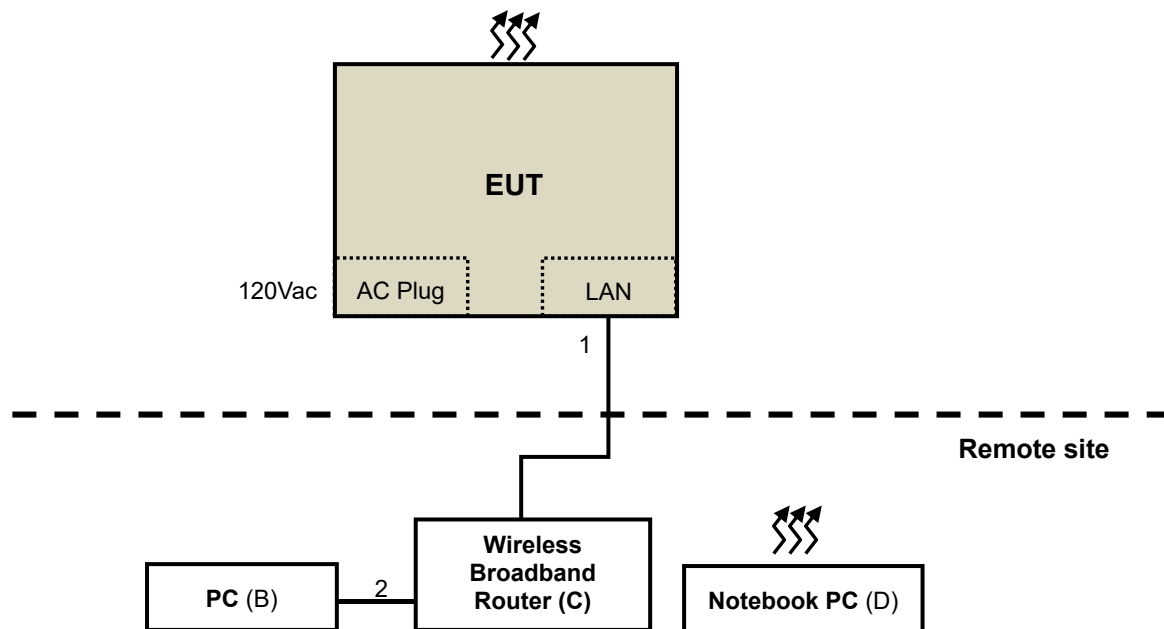 EUT
120Vac
AC Plug
LAN
1
Remote site
Wireless
Broadband
Router (C)
PC (B)
2
Notebook PC (D)